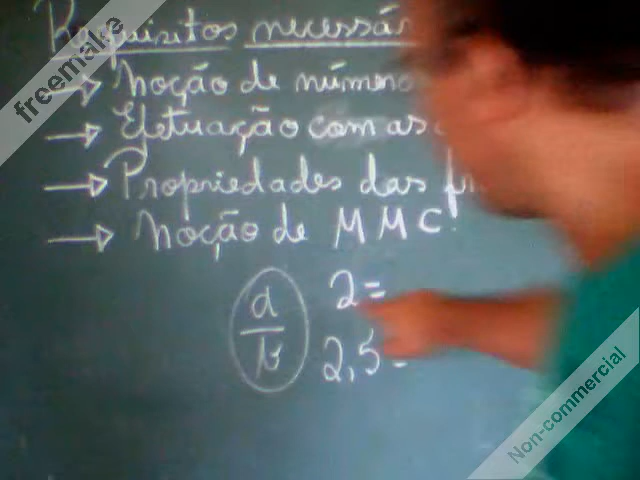 Requisitos necessár
→ Noção de número
→ Efetuação com as
→ Propriedades das fr
→ Noção de MMC.
a
b
2 =
2,5 -
freemake
Non-commercial